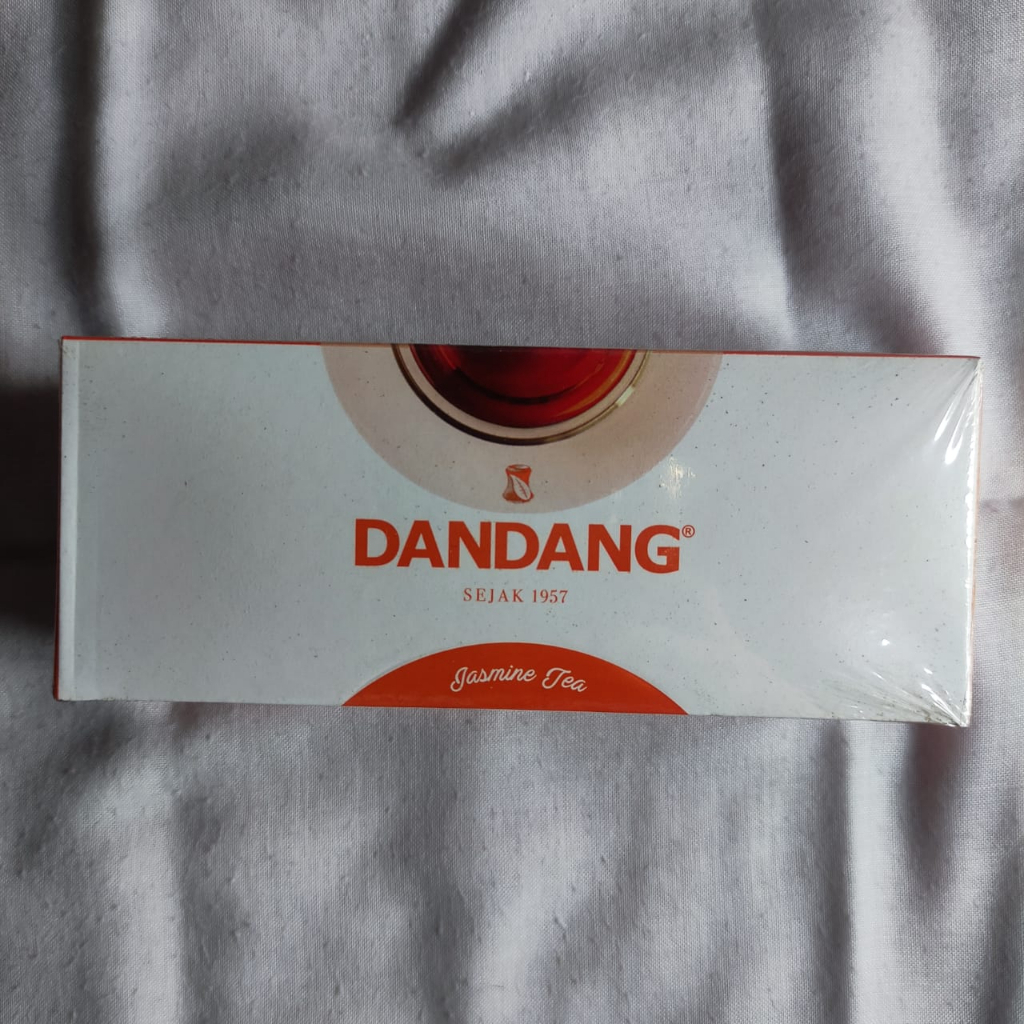 DANDANG®
SEJAK 1957
Jasmine Tea